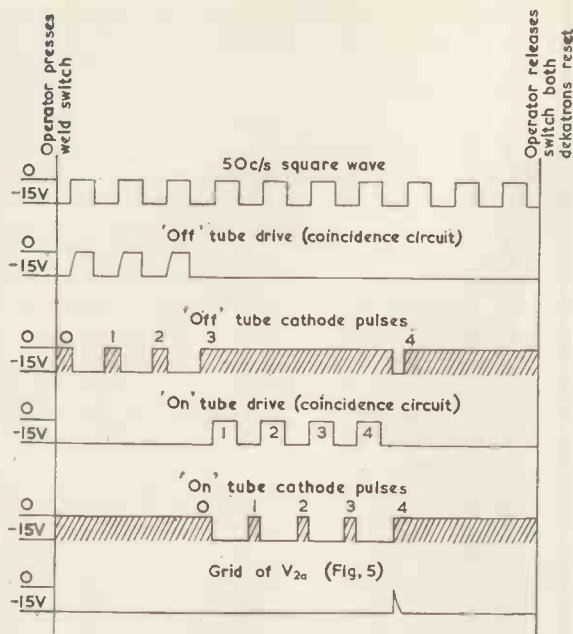 Operator presses
weld switch
Operator releases
switch both
dekatrons reset
50c/s square wave
0
-15V
'Off' tube drive (coincidence circuit)
0
-15V
'Off' tube cathode pulses
0
-15V
0 1 2 3 4
'On' tube drive (coincidence circuit)
0
-15V
1 2 3 4
'On' tube cathode pulses
0
-15V
0 1 2 3 4
Grid of V2a (Fig, 5)
0
-15V